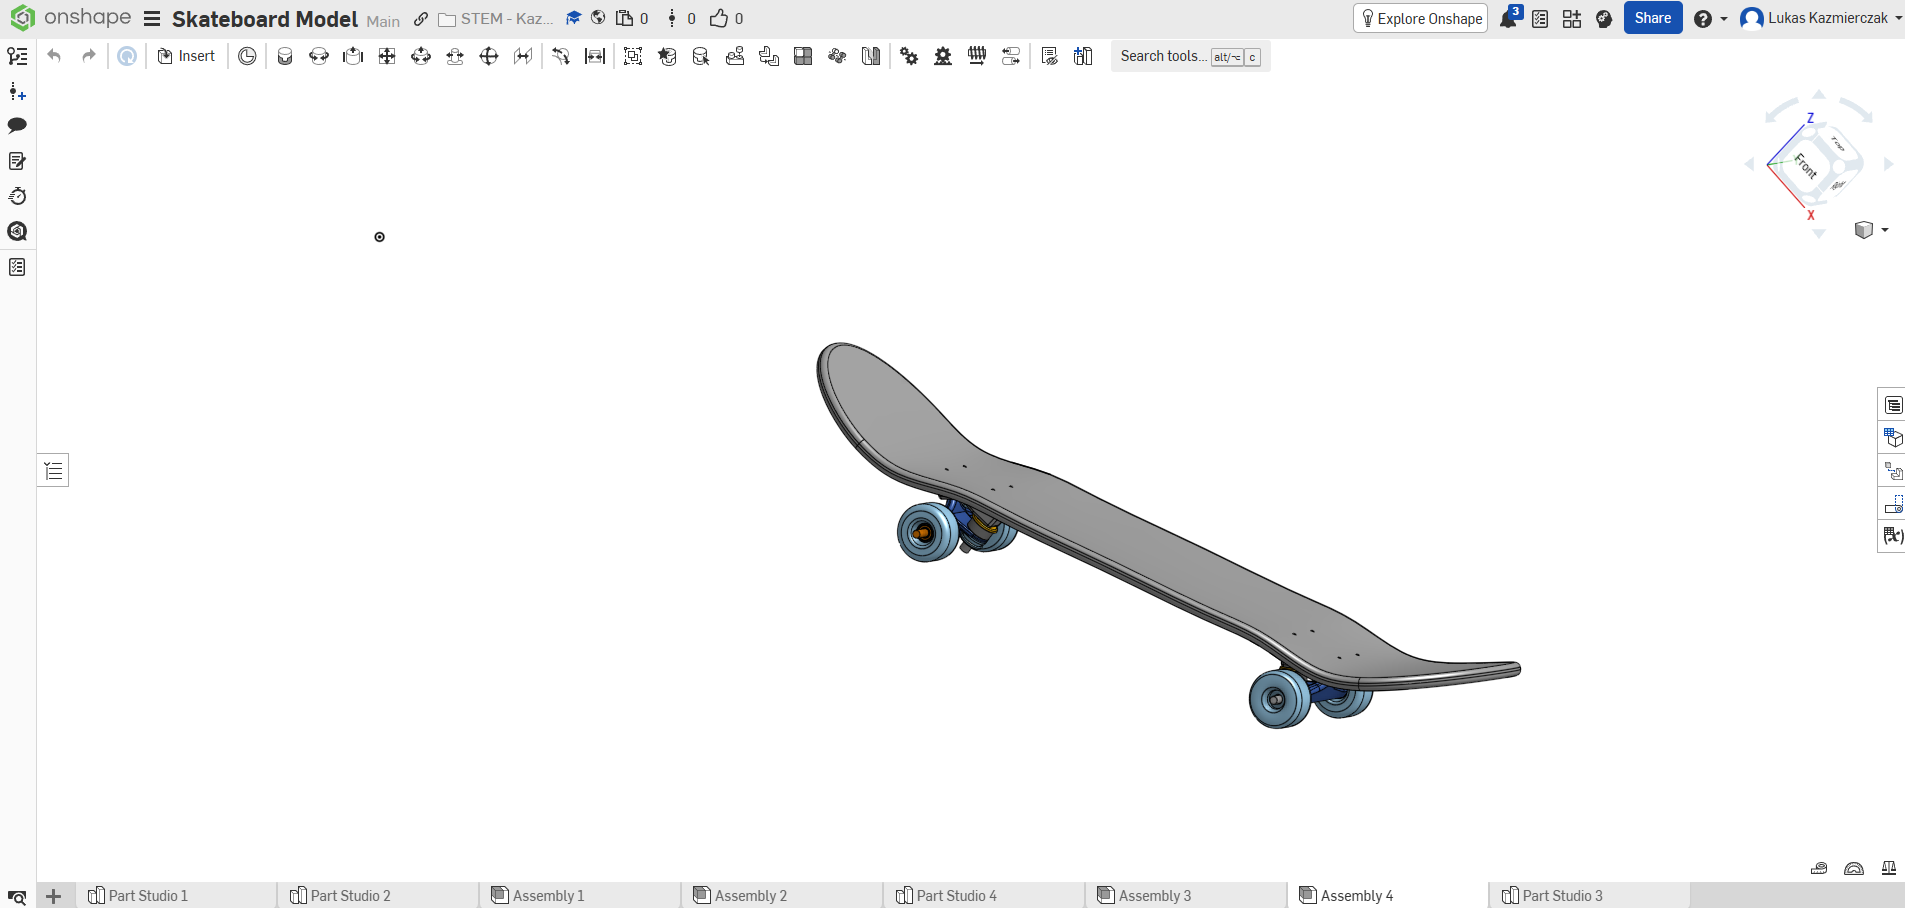 onshape Skateboard Model Main STEM - Kaz... 0 0 0 Explore Onshape 3 Share Lukas Kazmierczak
Insert Search tools... alt/⌥ c
Z
Top
Front
X
Part Studio 1 Part Studio 2 Assembly 1 Assembly 2 Part Studio 4 Assembly 3 Assembly 4 Part Studio 3